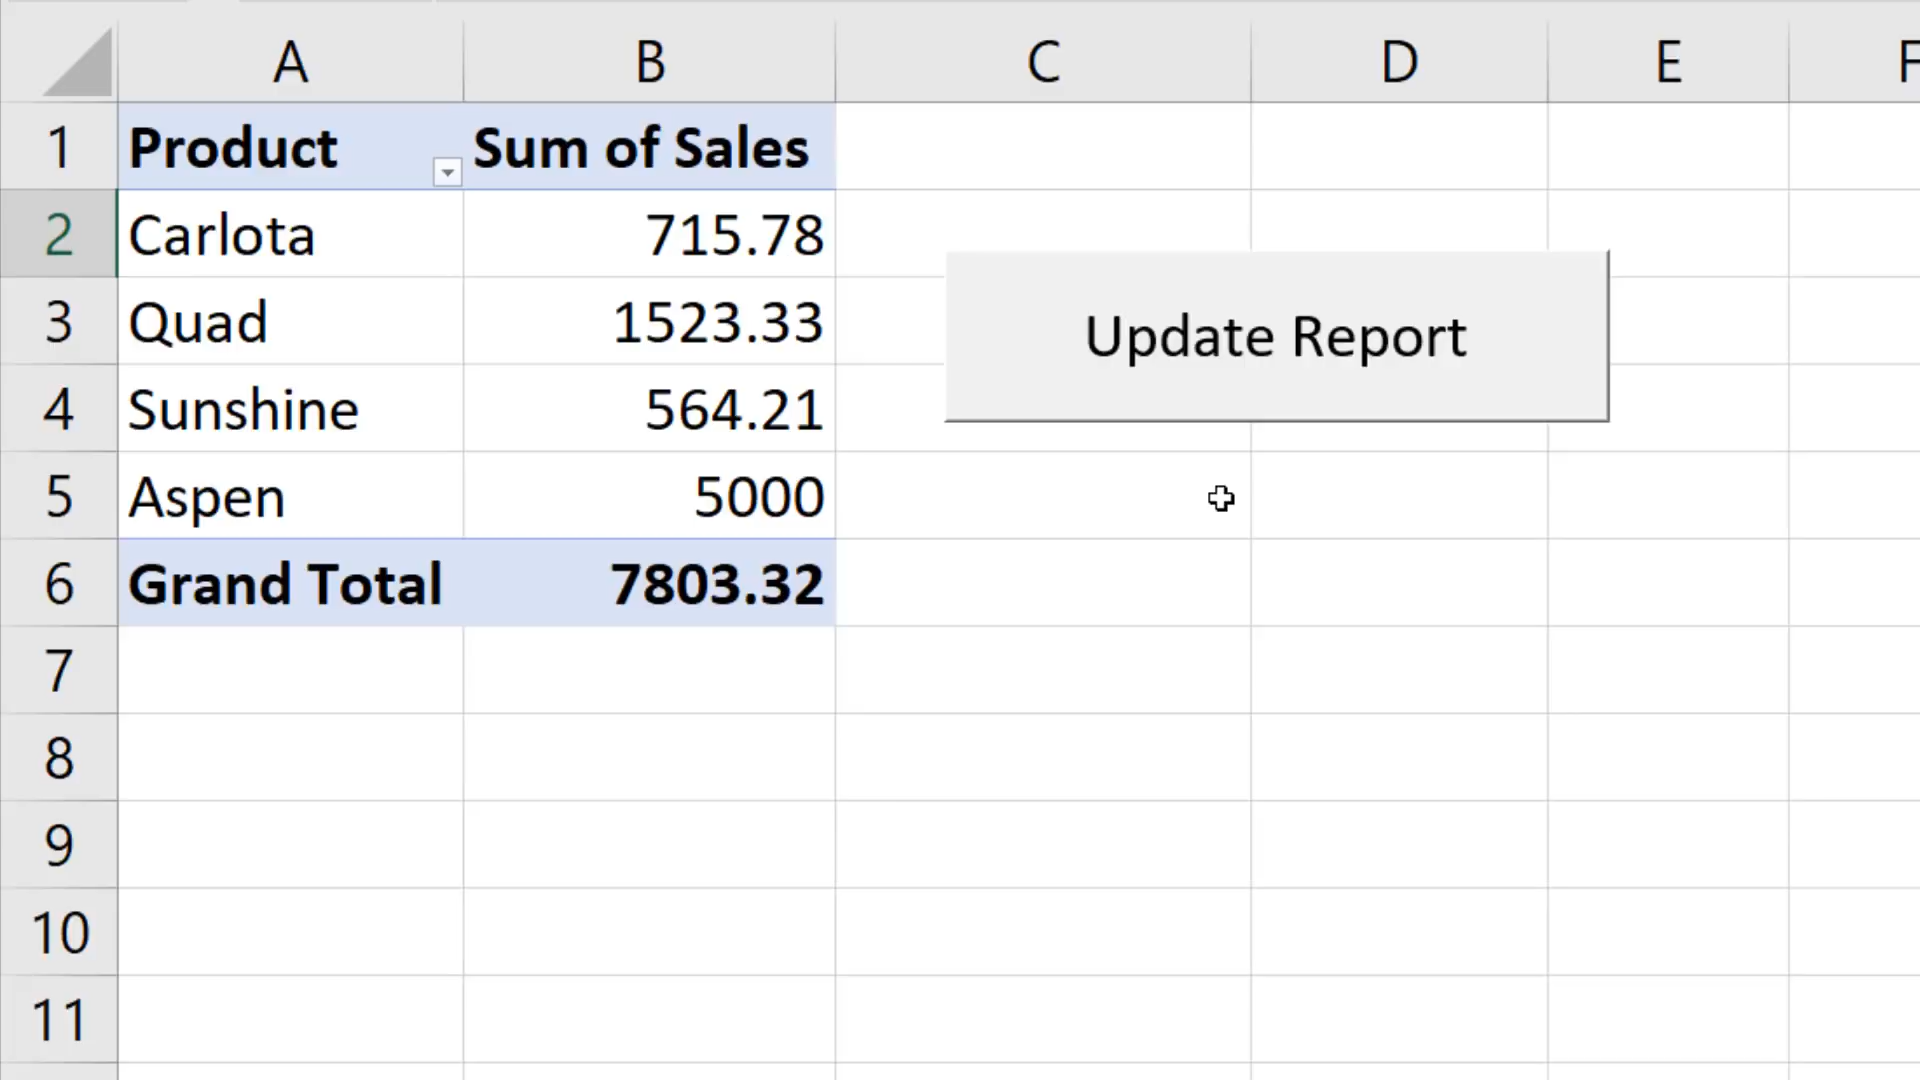 A B C D E F
1 Product Sum of Sales
2 Carlota 715.78
3 Quad 1523.33
Update Report
4 Sunshine 564.21
5 Aspen 5000
6 Grand Total 7803.32
7
8
9
10
11